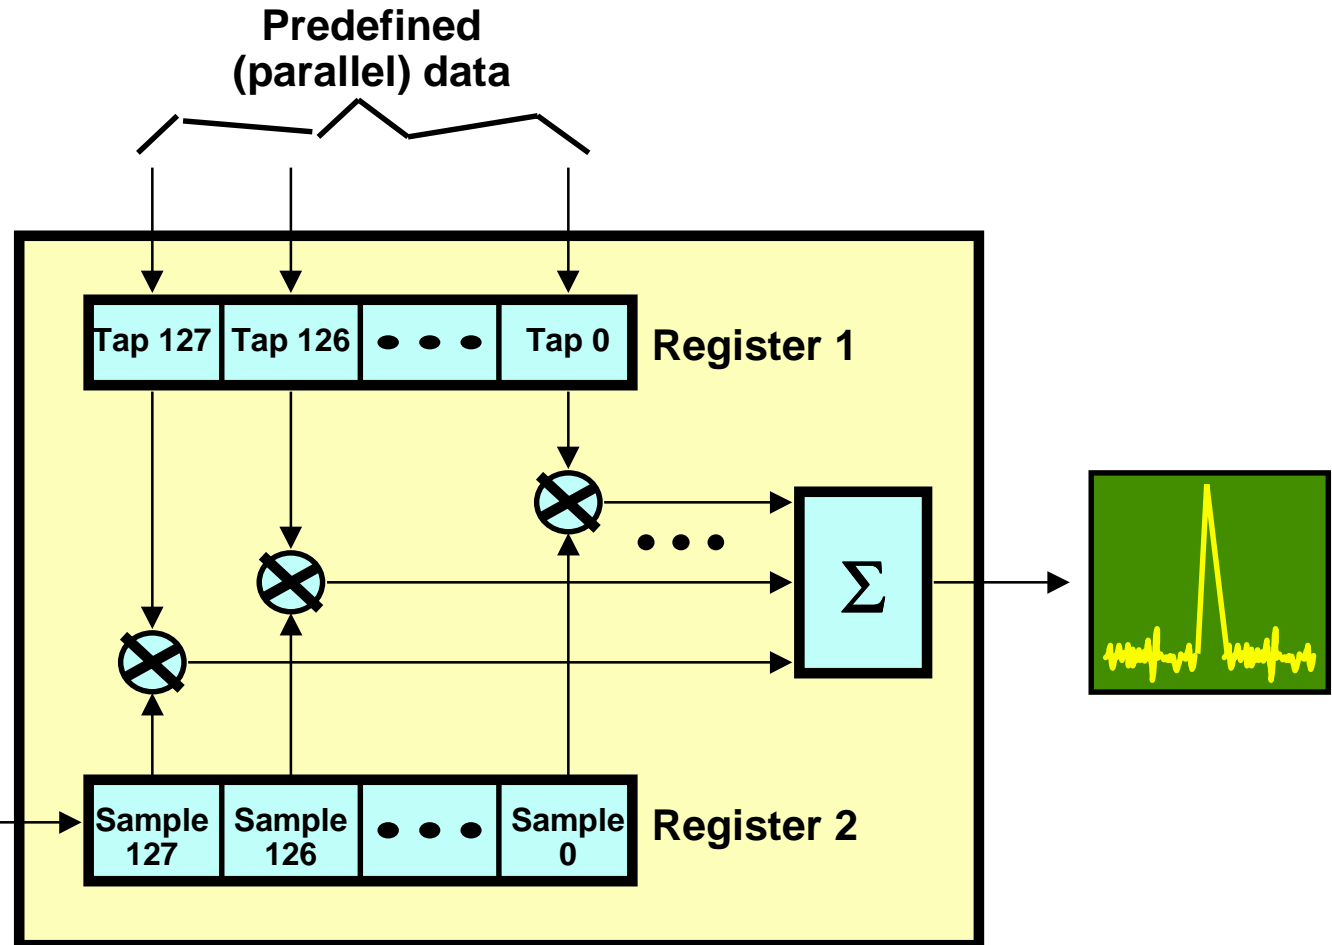 Predefined
(parallel) data
Tap 127 Tap 126 • • • Tap 0 Register 1
• • •
Σ
Sample 127 Sample 126 • • • Sample 0 Register 2